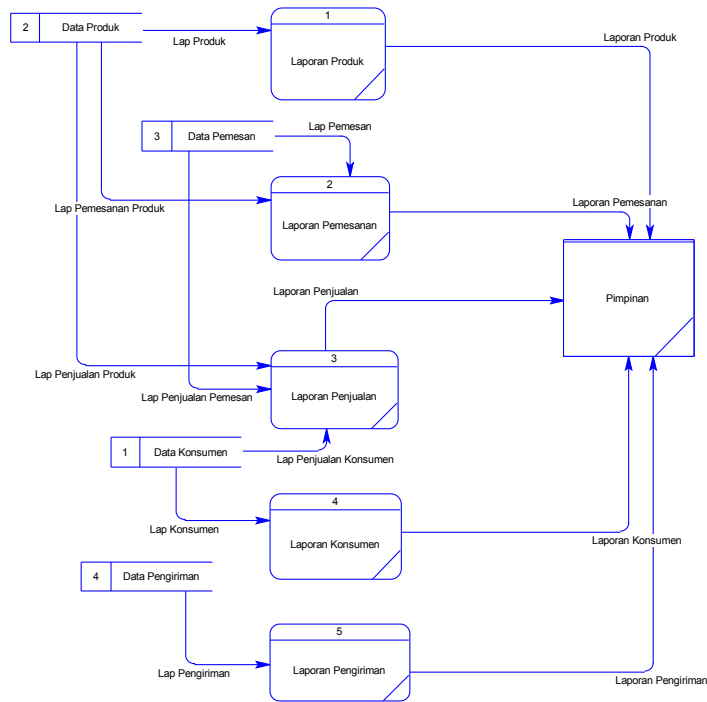 1
2
Data Produk
Lap Produk
Laporan Produk
Laporan Produk
3
Data Pemesan
Lap Pemesan
2
Lap Pemesanan Produk
Laporan Pemesanan
Laporan Pemesanan
Laporan Penjualan
Pimpinan
3
Lap Penjualan Produk
Lap Penjualan Pemesan
Laporan Penjualan
1
Data Konsumen
Lap Penjualan Konsumen
4
Lap Konsumen
Laporan Konsumen
Laporan Konsumen
4
Data Pengiriman
5
Lap Pengiriman
Laporan Pengiriman
Laporan Pengiriman